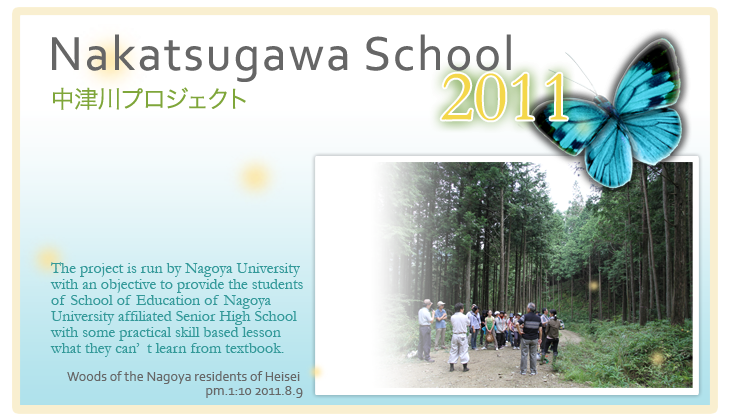 Nakatsugawa School
2011
中津川プロジェクト
The project is run by Nagoya University
with an objective to provide the students
of School of Education of Nagoya
University affiliated Senior High School
with some practical skill based lesson
what they can’t learn from textbook.
Woods of the Nagoya residents of Heisei
pm.1:10 2011.8.9